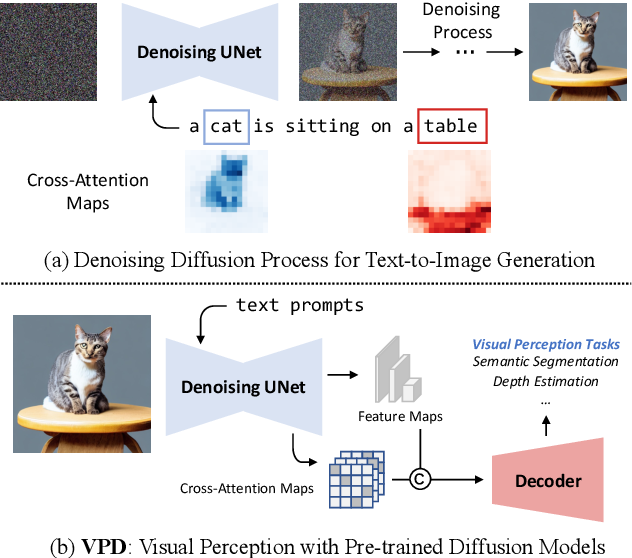 Denoising UNet
Denoising
Process
...
a cat is sitting on a table
Cross-Attention
Maps
(a) Denoising Diffusion Process for Text-to-Image Generation
text prompts
Denoising UNet
Feature Maps
Cross-Attention Maps
C
Visual Perception Tasks
Semantic Segmentation
Depth Estimation
...
Decoder
(b) VPD: Visual Perception with Pre-trained Diffusion Models